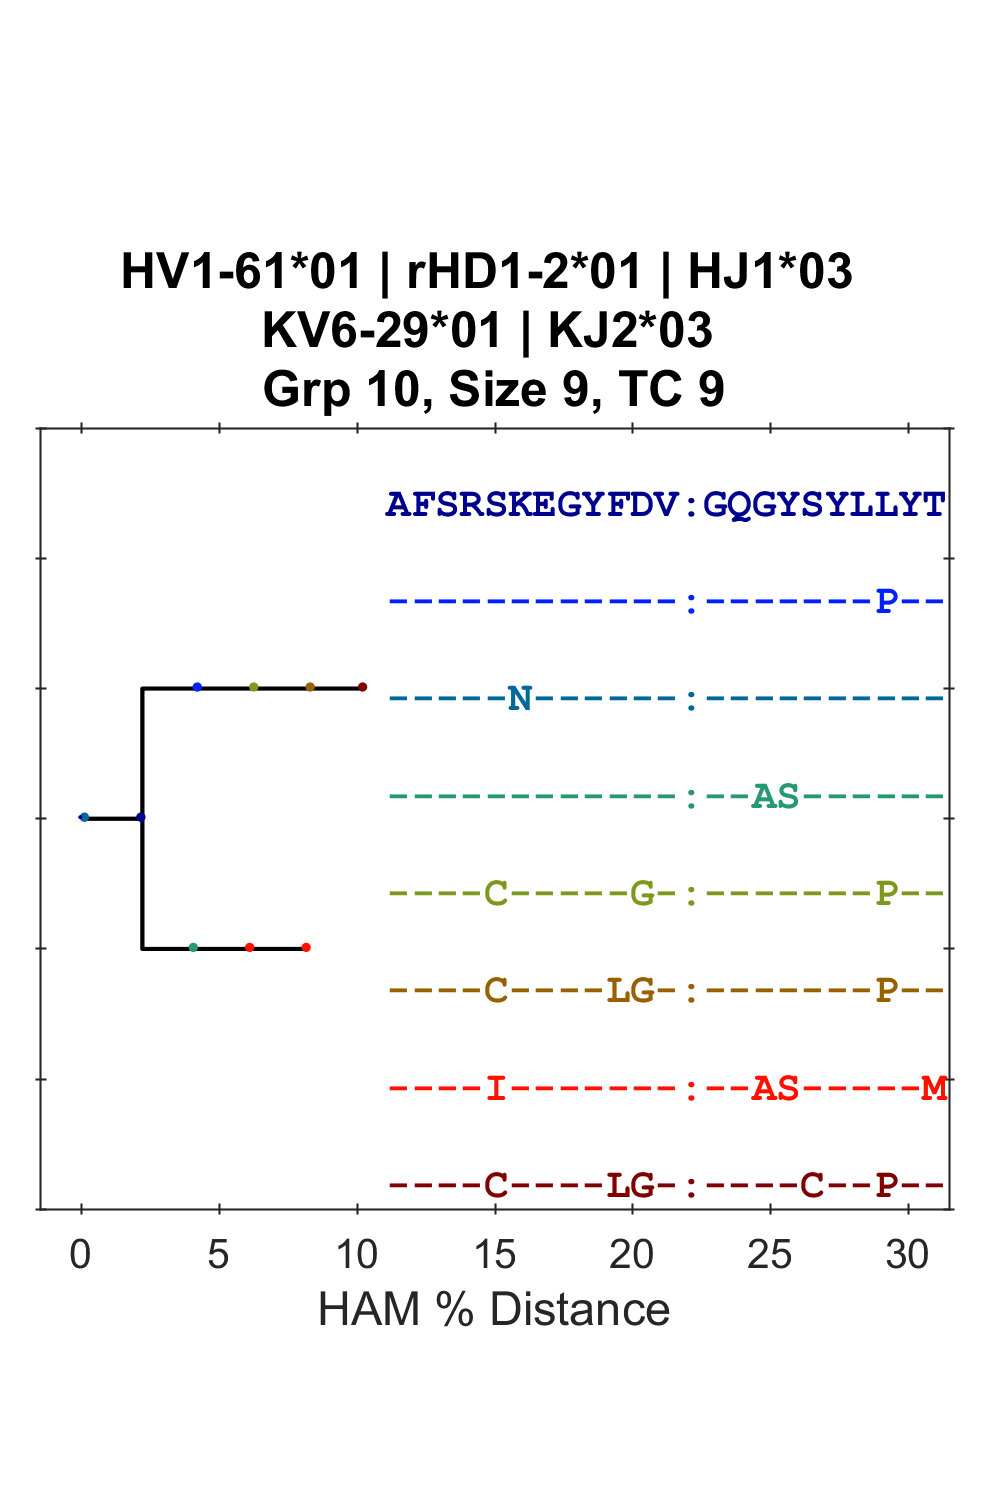 HV1-61*01 | rHD1-2*01 | HJ1*03
KV6-29*01 | KJ2*03
Grp 10, Size 9, TC 9
AFSRSKEGYFDV:GQGYSYLLYT
------------:-------P--
-----N------:----------
------------:--AS------
----C-----G-:-------P--
----C----LG-:-------P--
----I-------:--AS-----M
----C----LG-:----C--P--
0 5 10 15 20 25 30
HAM % Distance